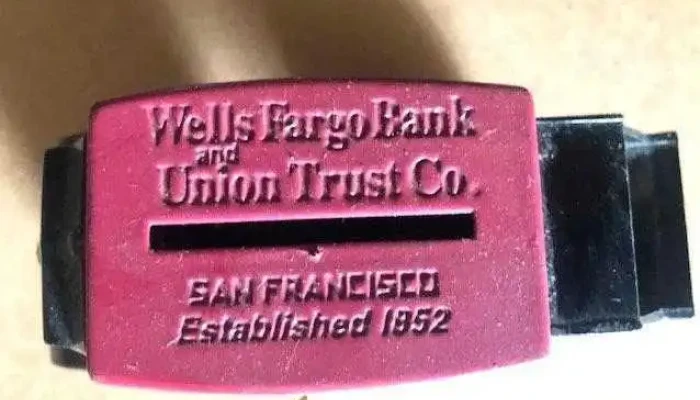 Wells Fargo Bank
and
Union Trust Co.
SAN FRANCISCO
Established 1852